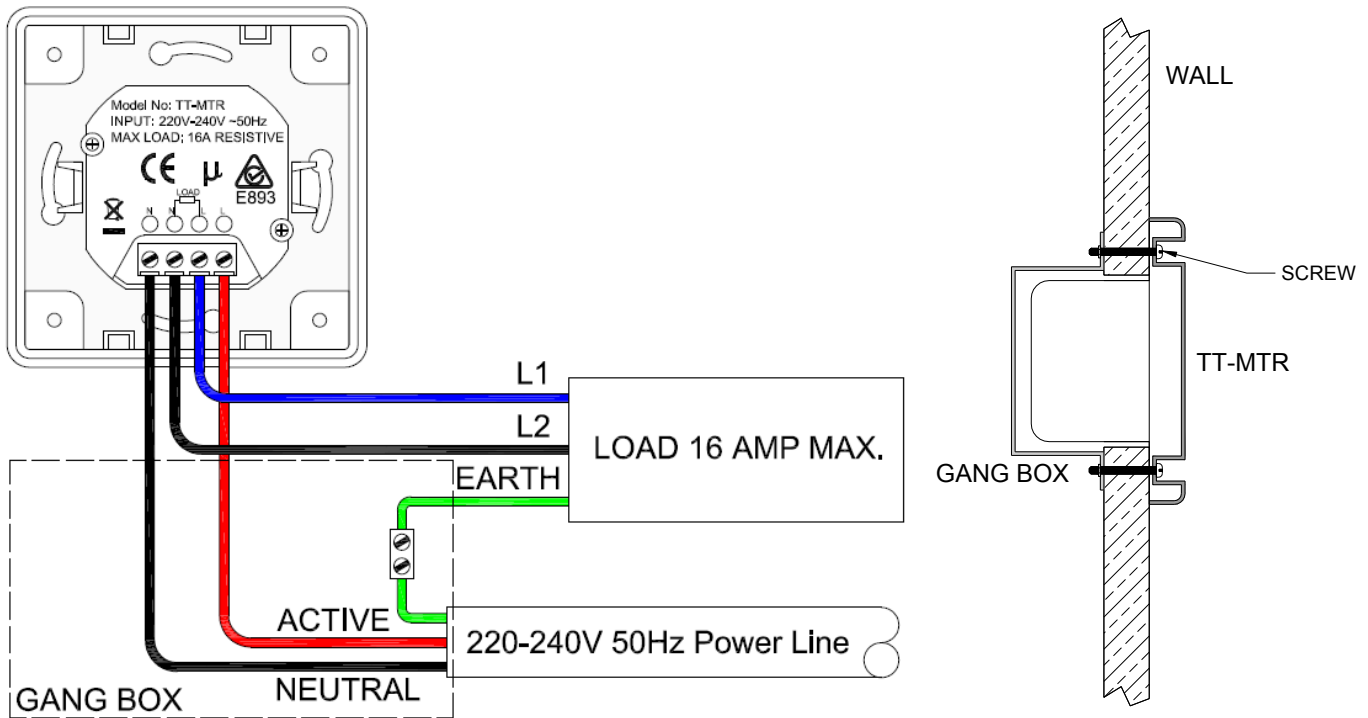 Model No: TT-MTR
INPUT: 220V-240V ~50Hz
MAX LOAD; 16A RESISTIVE
CE μ
E893
LOAD
N N L L
L1
L2
EARTH
LOAD 16 AMP MAX.
ACTIVE
220-240V 50Hz Power Line
NEUTRAL
GANG BOX
WALL
SCREW
TT-MTR
GANG BOX